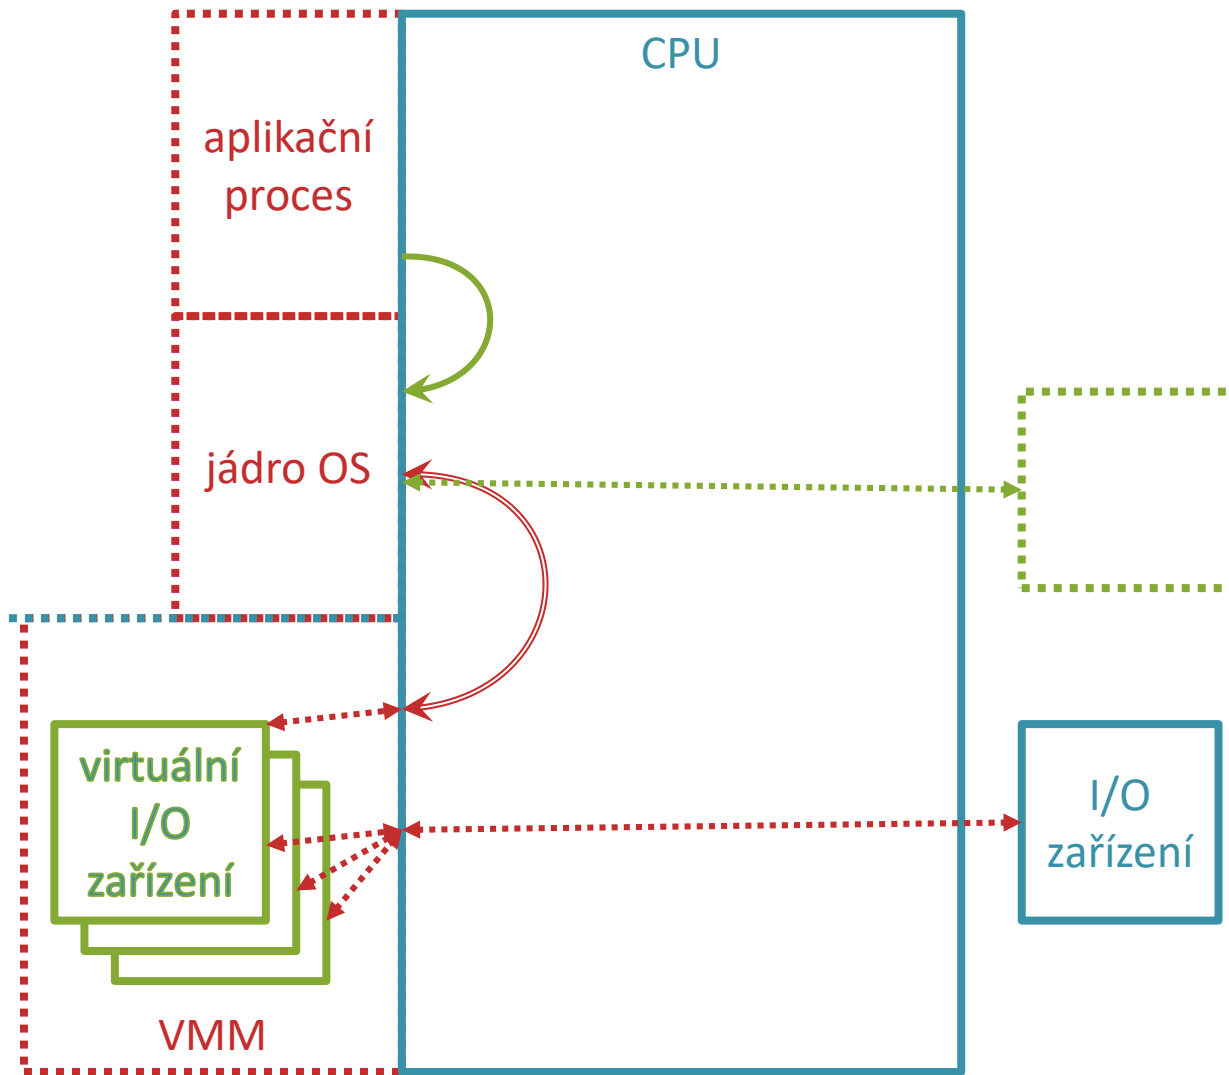 CPU
aplikační
proces
jádro OS
virtuální
I/O
zařízení
VMM
I/O
zařízení